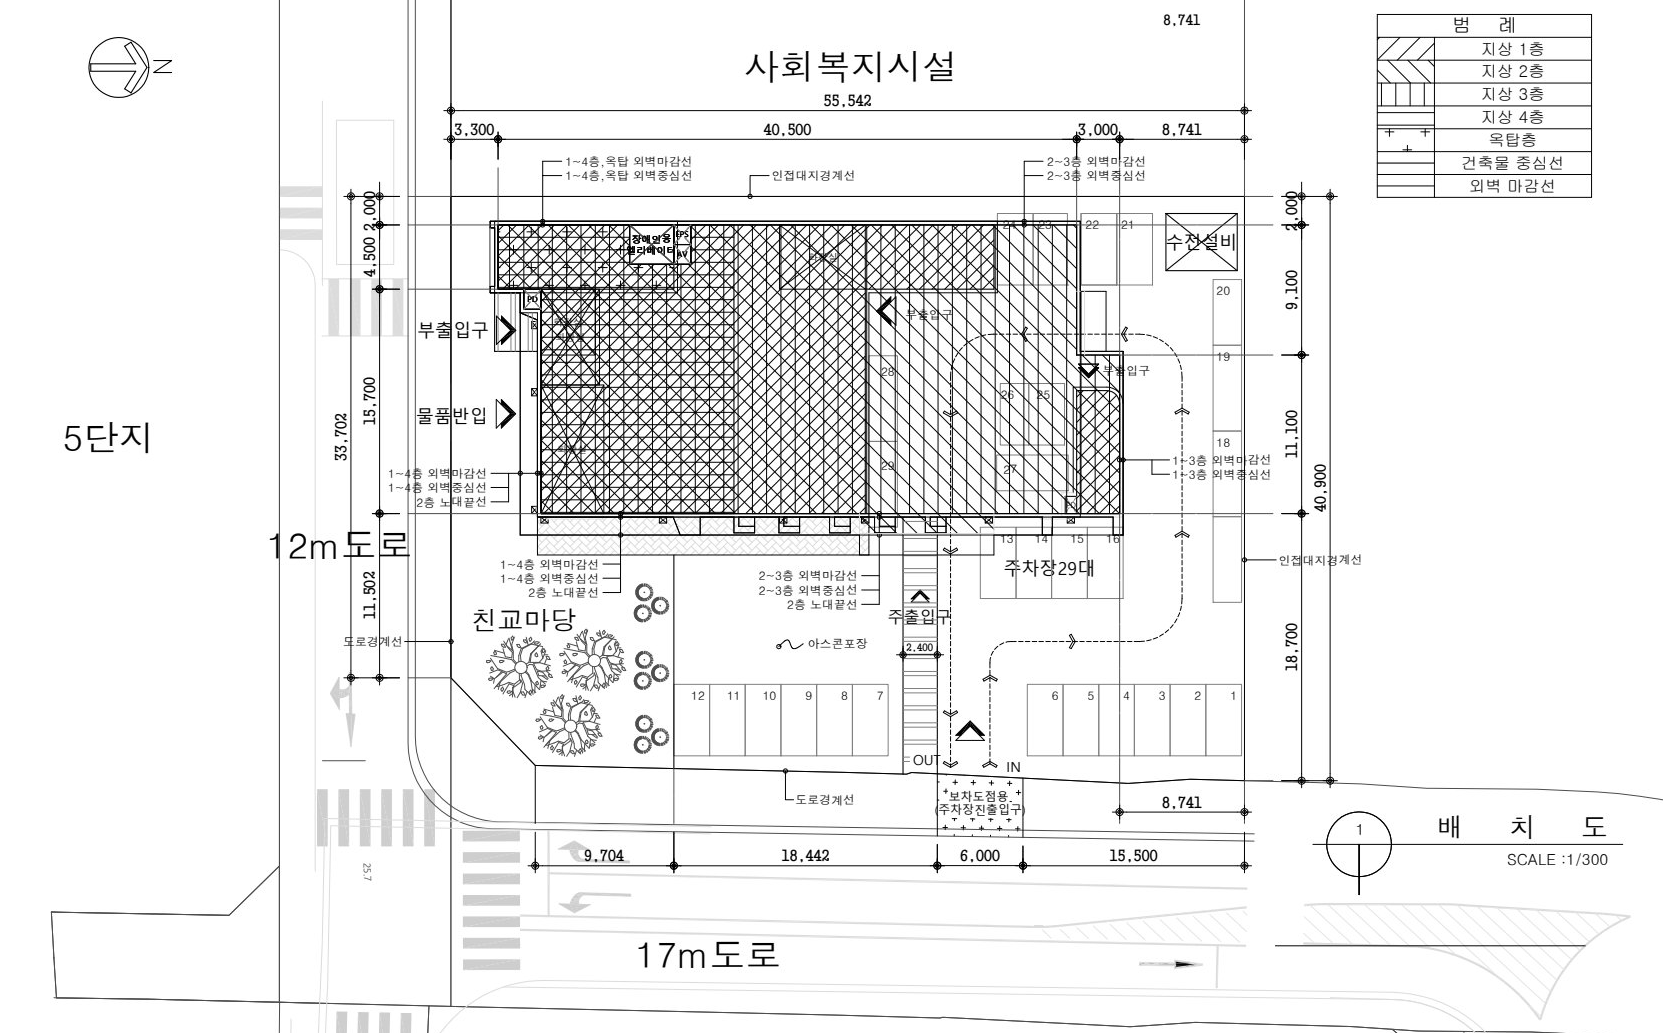 8,741
범 례
지상 1층
지상 2층
지상 3층
지상 4층
옥탑층
건축물 중심선
외벽 마감선
N
사회복지시설
55,542
3,300
40,500
3,000
8,741
1~4층,옥탑 외벽마감선
1~4층,옥탑 외벽중심선
2~3층 외벽마감선
2~3층 외벽중심선
인접대지경계선
2,000
4,500
15,700
33,702
11,502
2,000
9,100
11,100
40,900
18,700
장애인용
엘리베이터
EPS
AV
PD
24
23
22
21
수전설비
20
19
18
부출입구
부출입구
부출입구
물품반입
28
29
26
25
27
5단지
1~4층 외벽마감선
1~4층 외벽중심선
2층 노대끝선
1~3층 외벽마감선
1~3층 외벽중심선
12m도로
13
14
15
16
주차장29대
인접대지경계선
1~4층 외벽마감선
1~4층 외벽중심선
2층 노대끝선
2~3층 외벽마감선
2~3층 외벽중심선
2층 노대끝선
친교마당
주출입구
도로경계선
아스콘포장
2,400
12
11
10
9
8
7
6
5
4
3
2
1
OUT
IN
도로경계선
보차도점용
(주차장진출입구)
8,741
1
배 치 도
SCALE :1/300
9,704
18,442
6,000
15,500
25.7
17m도로